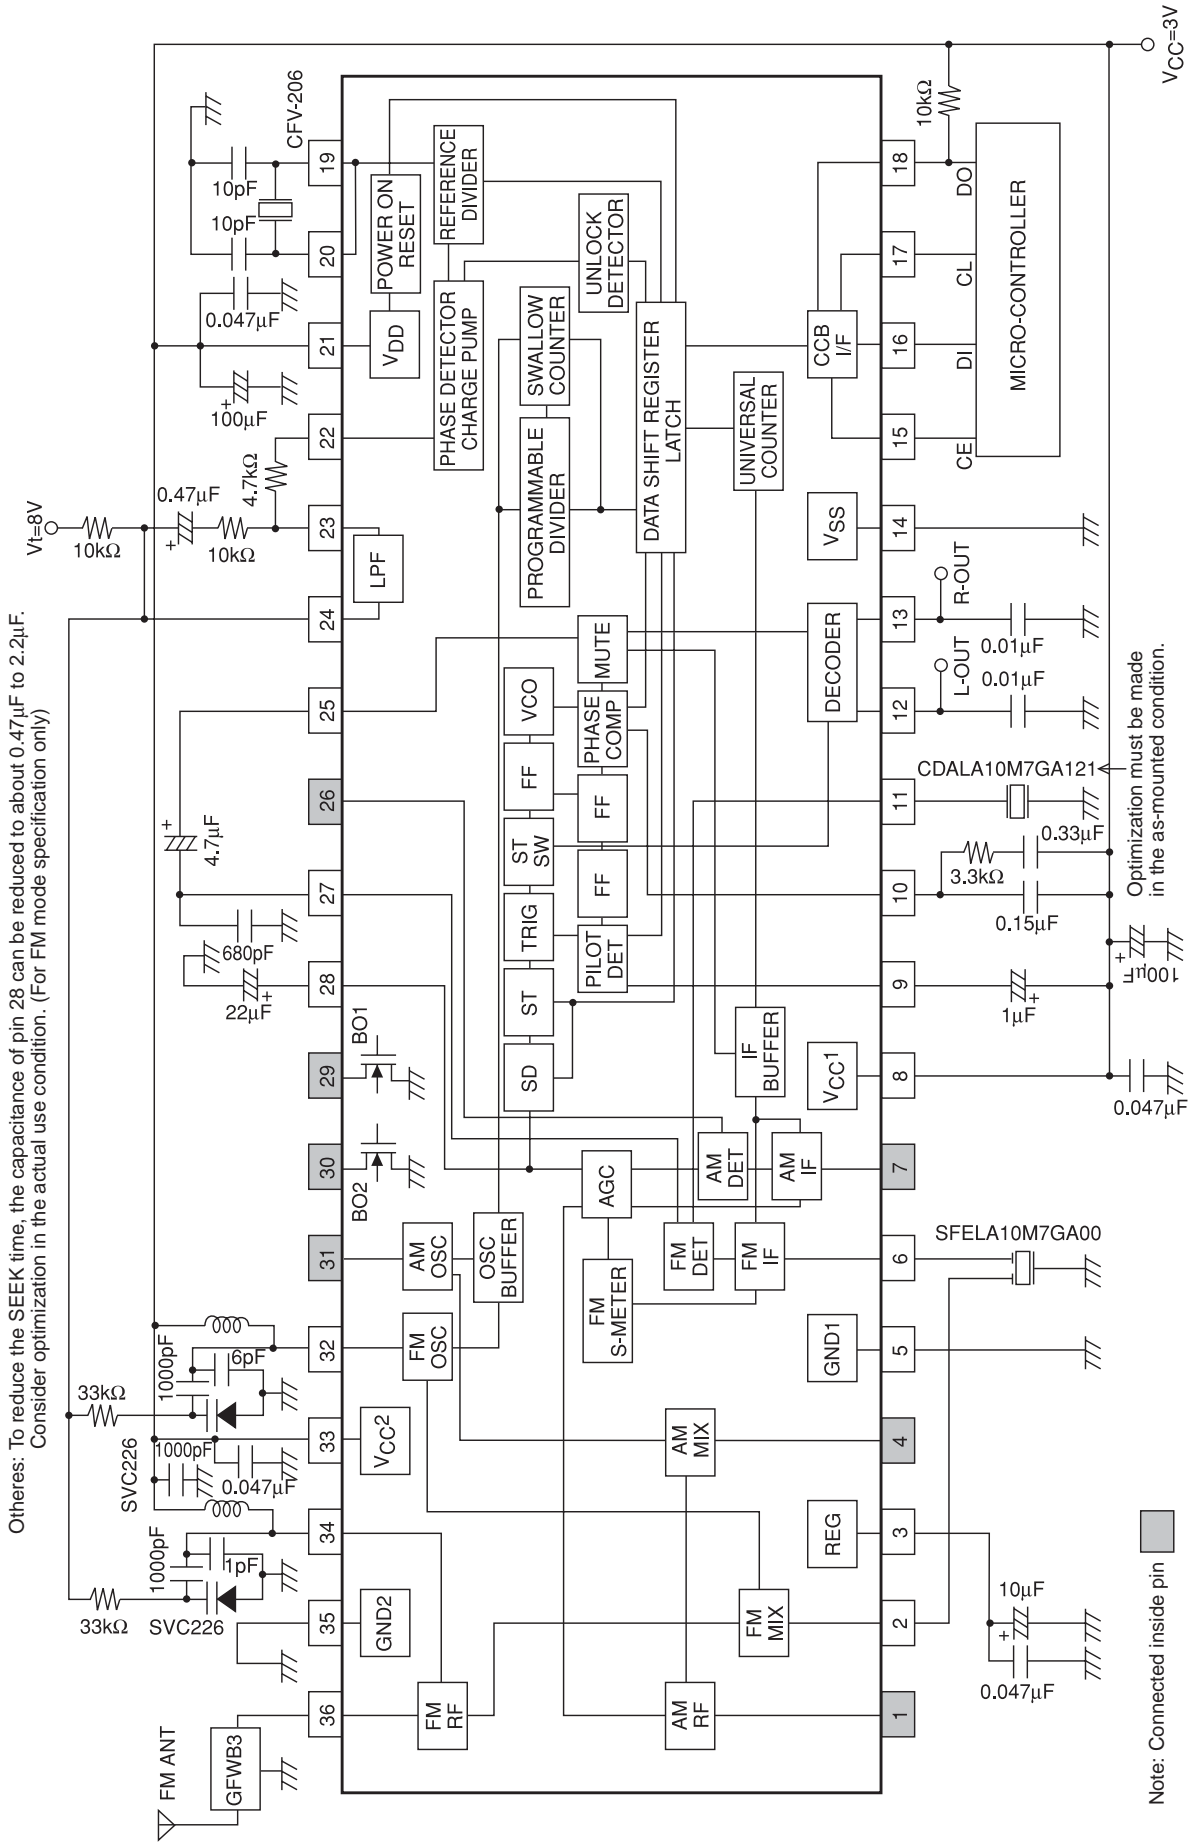 Otheres: To reduce the SEEK time, the capacitance of pin 28 can be reduced to about 0.47μF to 2.2μF.
Consider optimization in the actual use condition. (For FM mode specification only)
FM ANT
GFWB3
33kΩ
SVC226
1000pF
1pF
SVC226
1000pF
0.047μF
33kΩ
1000pF
6pF
22μF
+
680pF
4.7μF
+
Vt=8V
10kΩ
0.47μF
+
10kΩ
4.7kΩ
100μF
+
0.047μF
10pF
10pF
CFV-206
36
35
34
33
32
31
30
29
28
27
26
25
24
23
22
21
20
19
GND2
VCC2
BO2
BO1
LPF
VDD
POWER ON
RESET
FM
RF
FM
OSC
AM
OSC
OSC
BUFFER
PHASE DETECTOR
CHARGE PUMP
REFERENCE
DIVIDER
SD
ST
TRIG
ST
SW
FF
VCO
PROGRAMMABLE
DIVIDER
SWALLOW
COUNTER
FM
S-METER
AGC
PILOT
DET
FF
FF
PHASE
COMP
MUTE
UNLOCK
DETECTOR
DATA SHIFT REGISTER
LATCH
AM
RF
AM
MIX
FM
DET
AM
DET
FM
MIX
FM
IF
AM
IF
IF
BUFFER
UNIVERSAL
COUNTER
REG
GND1
VCC1
DECODER
VSS
CCB
I/F
1
2
3
4
5
6
7
8
9
10
11
12
13
14
15
16
17
18
0.047μF
10μF
+
SFELA10M7GA00
0.047μF
1μF
+
100μF
+
0.15μF
3.3kΩ
0.33μF
CDALA10M7GA121
Optimization must be made
in the as-mounted condition.
L-OUT
0.01μF
R-OUT
0.01μF
CE
DI
CL
DO
MICRO-CONTROLLER
10kΩ
VCC=3V
Note: Connected inside pin